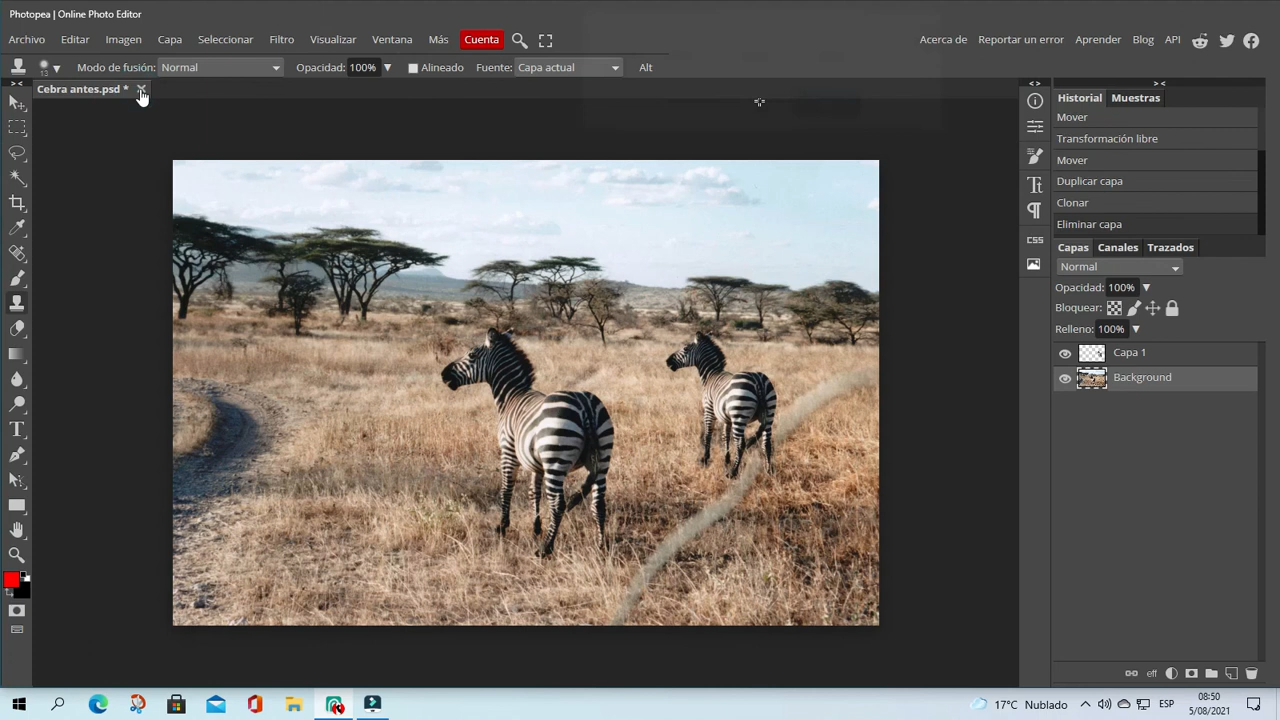 Photopea | Online Photo Editor
Archivo Editar Imagen Capa Seleccionar Filtro Visualizar Ventana Más Cuenta Acerca de Reportar un error Aprender Blog API
13 Modo de fusión: Normal Opacidad: 100% Alineado Fuente: Capa actual Alt
Cebra antes.psd *
Historial Muestras
Mover
Transformación libre
Mover
Duplicar capa
Clonar
Eliminar capa
CSS
Capas Canales Trazados
Normal
Opacidad: 100%
Bloquear:
Relleno: 100%
Capa 1
Background
eff
17°C Nublado ESP
08:50
5/08/2021